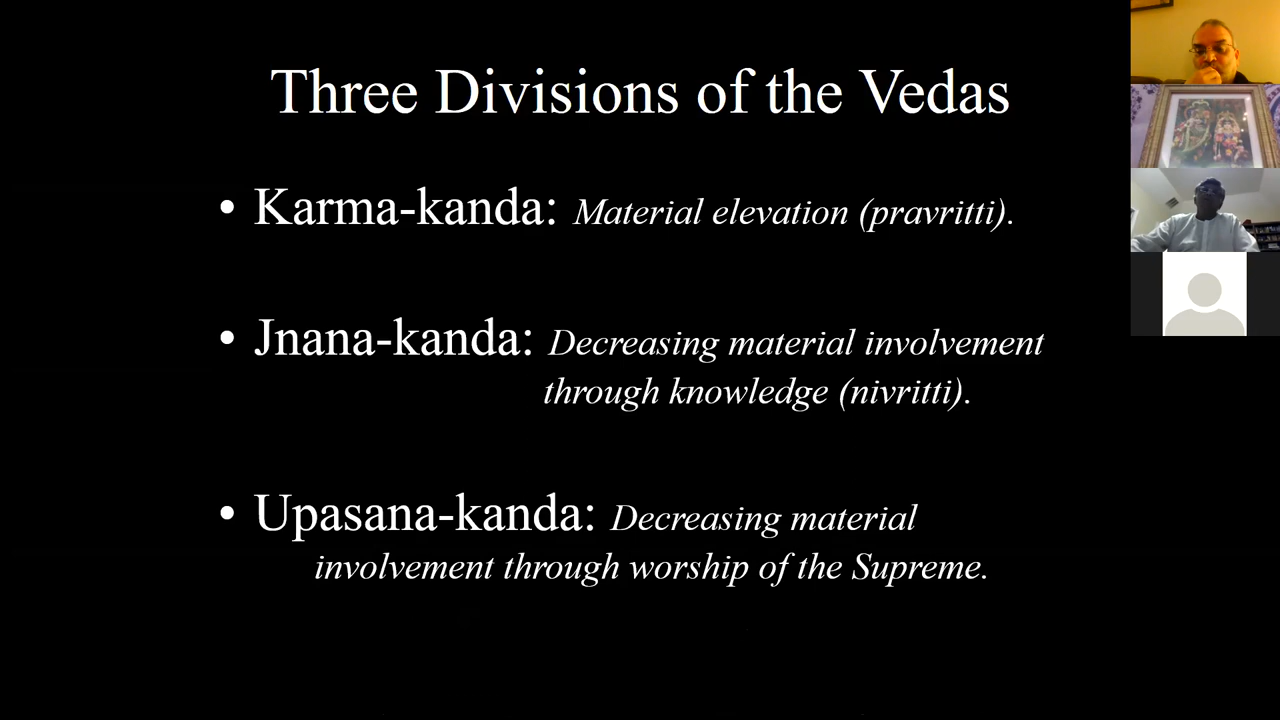 Three Divisions of the Vedas
• Karma-kanda: Material elevation (pravritti).
• Jnana-kanda: Decreasing material involvement
through knowledge (nivritti).
• Upasana-kanda: Decreasing material
involvement through worship of the Supreme.